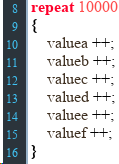 8 repeat 10000
9 {
10 valuea ++;
11 valueb ++;
12 valuec ++;
13 valued ++;
14 valuee ++;
15 valuef ++;
16 }